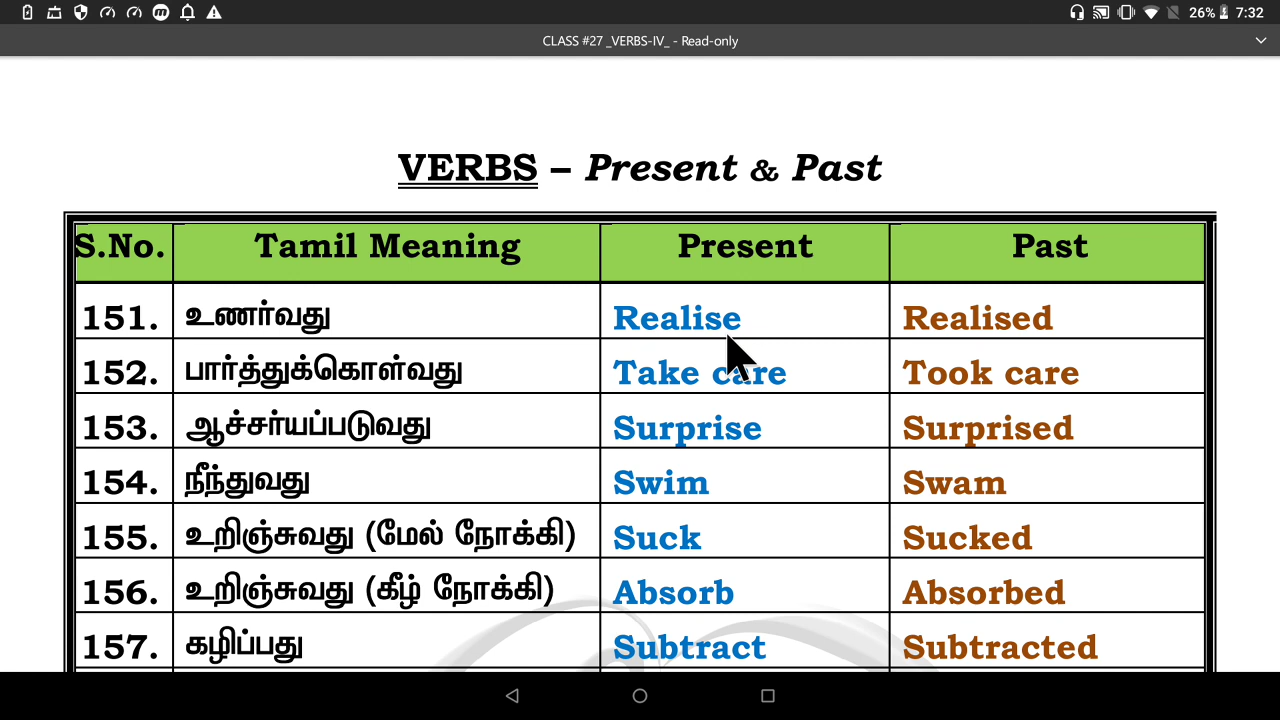 26% 7:32
CLASS #27 _VERBS-IV_ - Read-only
VERBS – Present & Past
S.No. Tamil Meaning Present Past
151. உணர்வது Realise Realised
152. பார்த்துக்கொள்வது Take care Took care
153. ஆச்சர்யப்படுவது Surprise Surprised
154. நீந்துவது Swim Swam
155. உறிஞ்சுவது (மேல் நோக்கி) Suck Sucked
156. உறிஞ்சுவது (கீழ் நோக்கி) Absorb Absorbed
157. கழிப்பது Subtract Subtracted